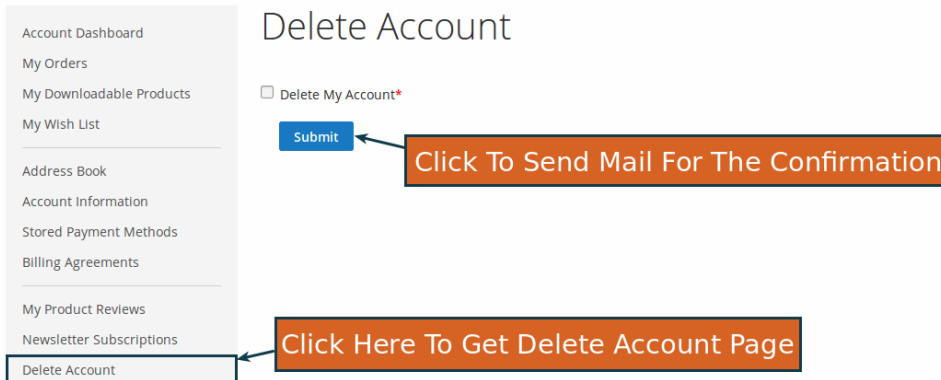 Account Dashboard
My Orders
My Downloadable Products
My Wish List
Address Book
Account Information
Stored Payment Methods
Billing Agreements
My Product Reviews
Newsletter Subscriptions
Delete Account
Delete Account
Delete My Account*
Submit
Click To Send Mail For The Confirmation
Click Here To Get Delete Account Page